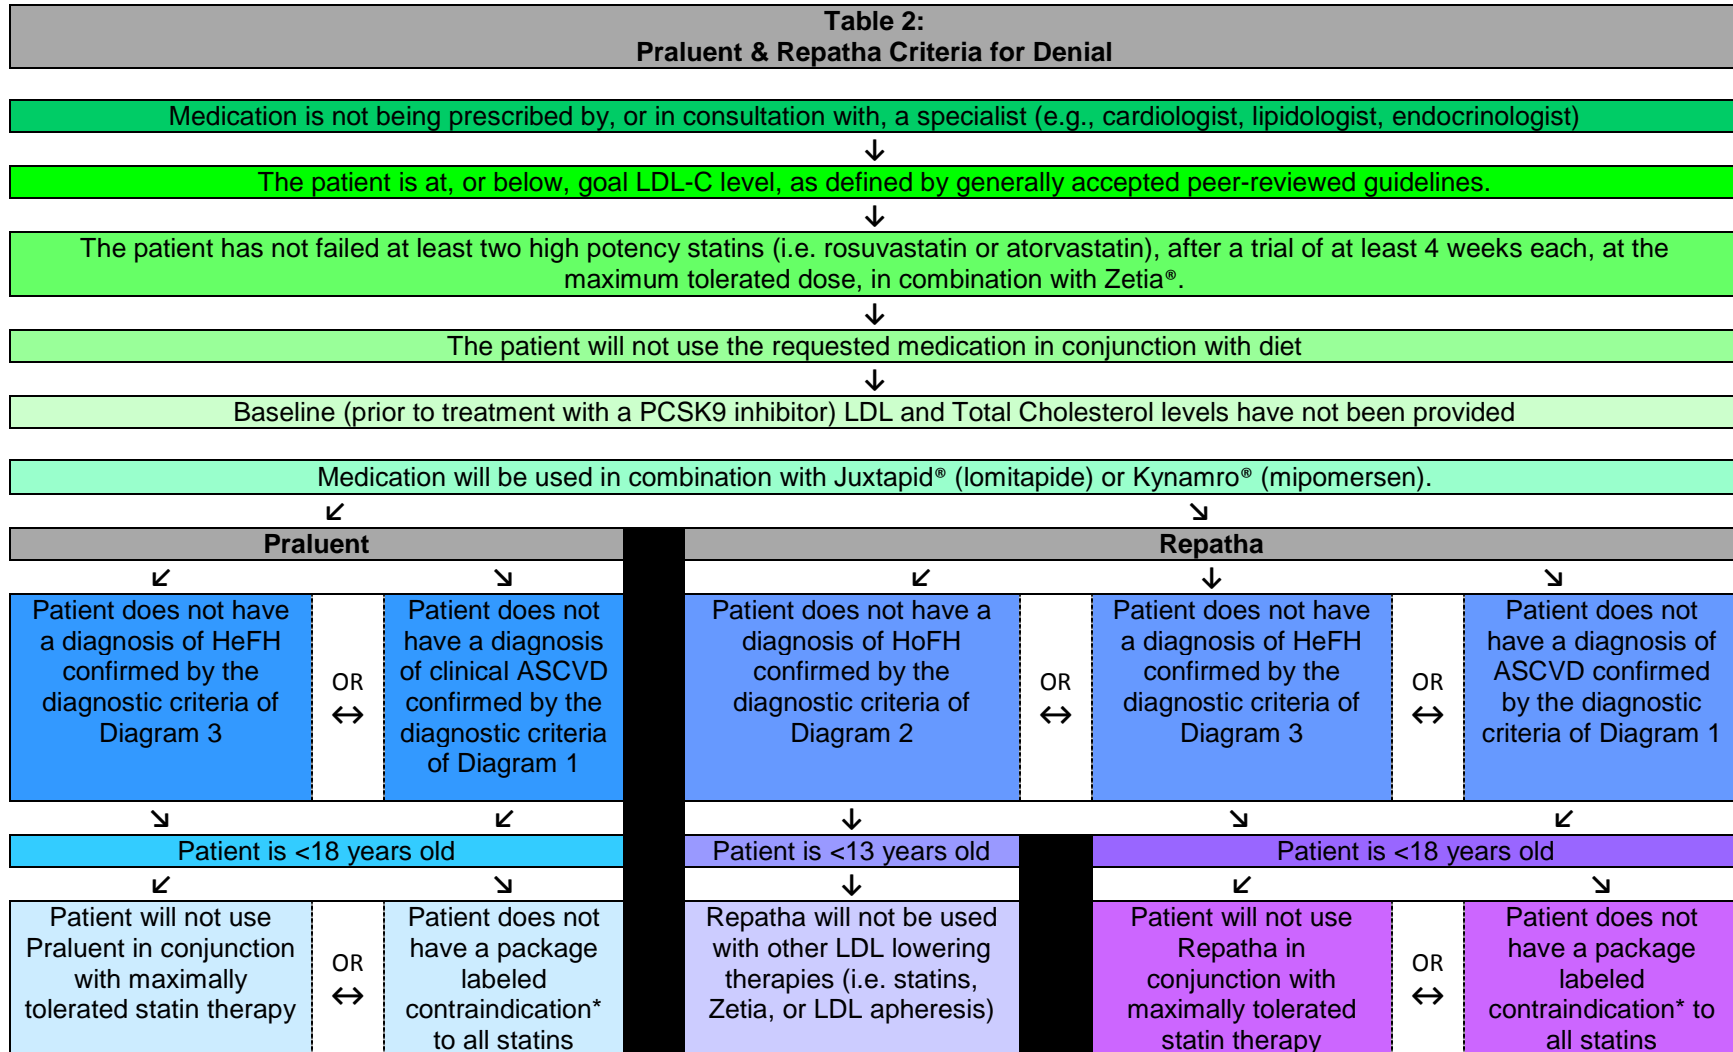 Table 2:
Praluent & Repatha Criteria for Denial
Medication is not being prescribed by, or in consultation with, a specialist (e.g., cardiologist, lipidologist, endocrinologist)
↓
The patient is at, or below, goal LDL-C level, as defined by generally accepted peer-reviewed guidelines.
↓
The patient has not failed at least two high potency statins (i.e. rosuvastatin or atorvastatin), after a trial of at least 4 weeks each, at the
maximum tolerated dose, in combination with Zetia®.
↓
The patient will not use the requested medication in conjunction with diet
↓
Baseline (prior to treatment with a PCSK9 inhibitor) LDL and Total Cholesterol levels have not been provided
Medication will be used in combination with Juxtapid® (lomitapide) or Kynamro® (mipomersen).
↙ ↘
Praluent
Repatha
↙ ↘ ↙ ↓ ↘
Patient does not have
a diagnosis of HeFH
confirmed by the
diagnostic criteria of
Diagram 3
OR
↔
Patient does not
have a diagnosis
of clinical ASCVD
confirmed by the
diagnostic criteria
of Diagram 1
Patient does not have a
diagnosis of HoFH
confirmed by the
diagnostic criteria of
Diagram 2
OR
↔
Patient does not have
a diagnosis of HeFH
confirmed by the
diagnostic criteria of
Diagram 3
OR
↔
Patient does not
have a diagnosis of
ASCVD confirmed
by the diagnostic
criteria of Diagram 1
↘ ↙ ↓ ↘ ↙
Patient is <18 years old
Patient is <13 years old
Patient is <18 years old
↙ ↘ ↓ ↙ ↘
Patient will not use
Praluent in conjunction
with maximally
tolerated statin therapy
OR
↔
Patient does not
have a package
labeled
contraindication* to all statins
Repatha will not be used
with other LDL lowering
therapies (i.e. statins,
Zetia, or LDL apheresis)
Patient will not use
Repatha in
conjunction with
maximally tolerated
statin therapy
OR
↔
Patient does not
have a package
labeled
contraindication* to
all statins